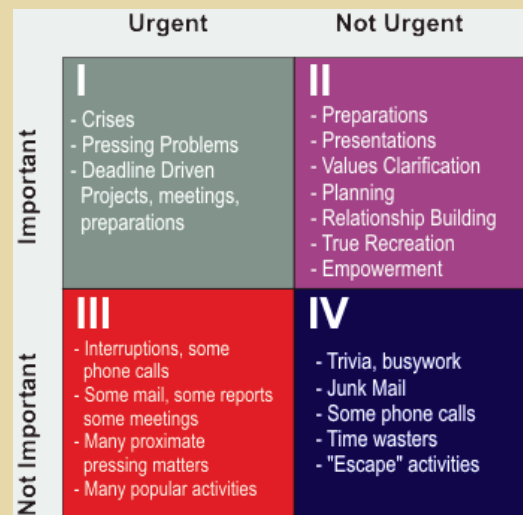 Urgent
Not Urgent
Important
I
- Crises
- Pressing Problems
- Deadline Driven
Projects, meetings,
preparations
II
- Preparations
- Presentations
- Values Clarification
- Planning
- Relationship Building
- True Recreation
- Empowerment
Not Important
III
- Interruptions, some
phone calls
- Some mail, some reports
some meetings
- Many proximate
pressing matters
- Many popular activities
IV
- Trivia, busywork
- Junk Mail
- Some phone calls
- Time wasters
- "Escape" activities